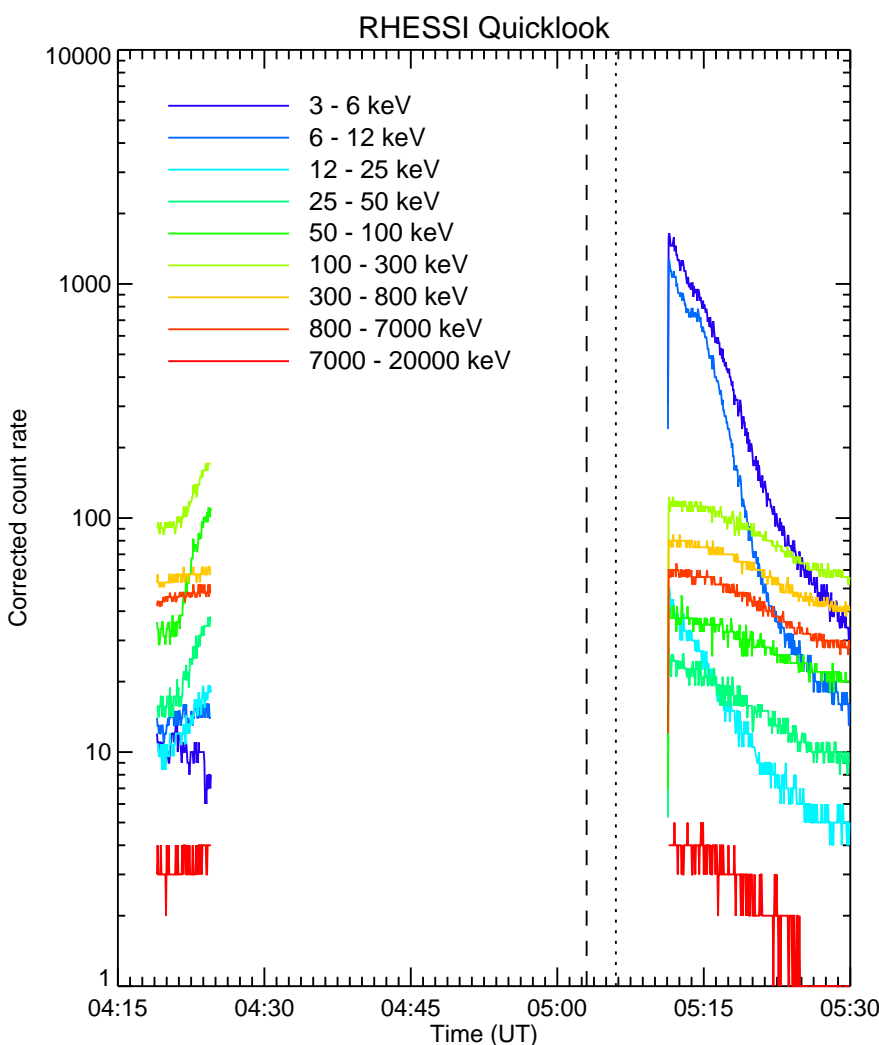 RHESSI Quicklook
10000
3 - 6 keV
6 - 12 keV
12 - 25 keV
25 - 50 keV
50 - 100 keV
100 - 300 keV
1000
300 - 800 keV
800 - 7000 keV
7000 - 20000 keV
Corrected count rate
100
10
1
04:15 04:30 04:45 05:00 05:15 05:30
Time (UT)